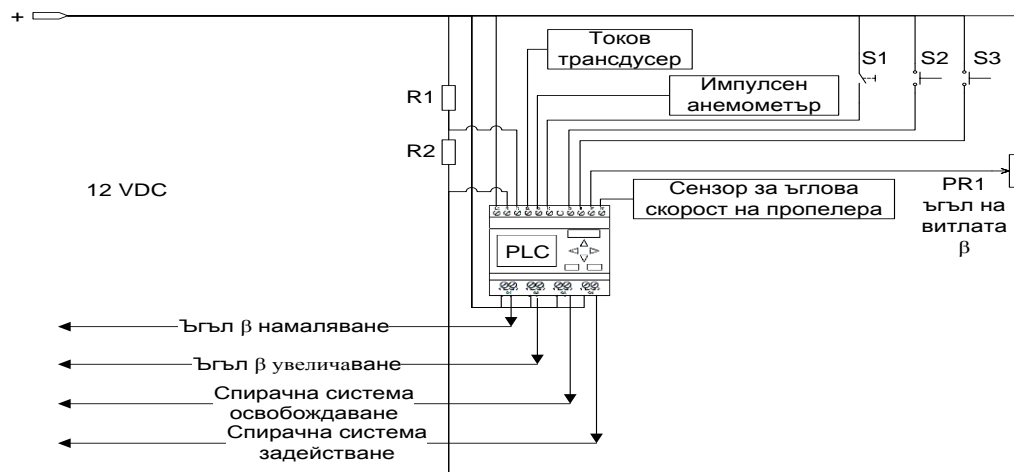 +
Токов
трансдусер
S1
S2
S3
R1
Импулсен
анемометър
R2
12 VDC
Сензор за ъглова
скорост на пропелера
PR1
ъгъл на
витлата
β
PLC
Ъгъл β намаляване
Ъгъл β увеличаване
Спирачна система
освобождаване
Спирачна система
задействане